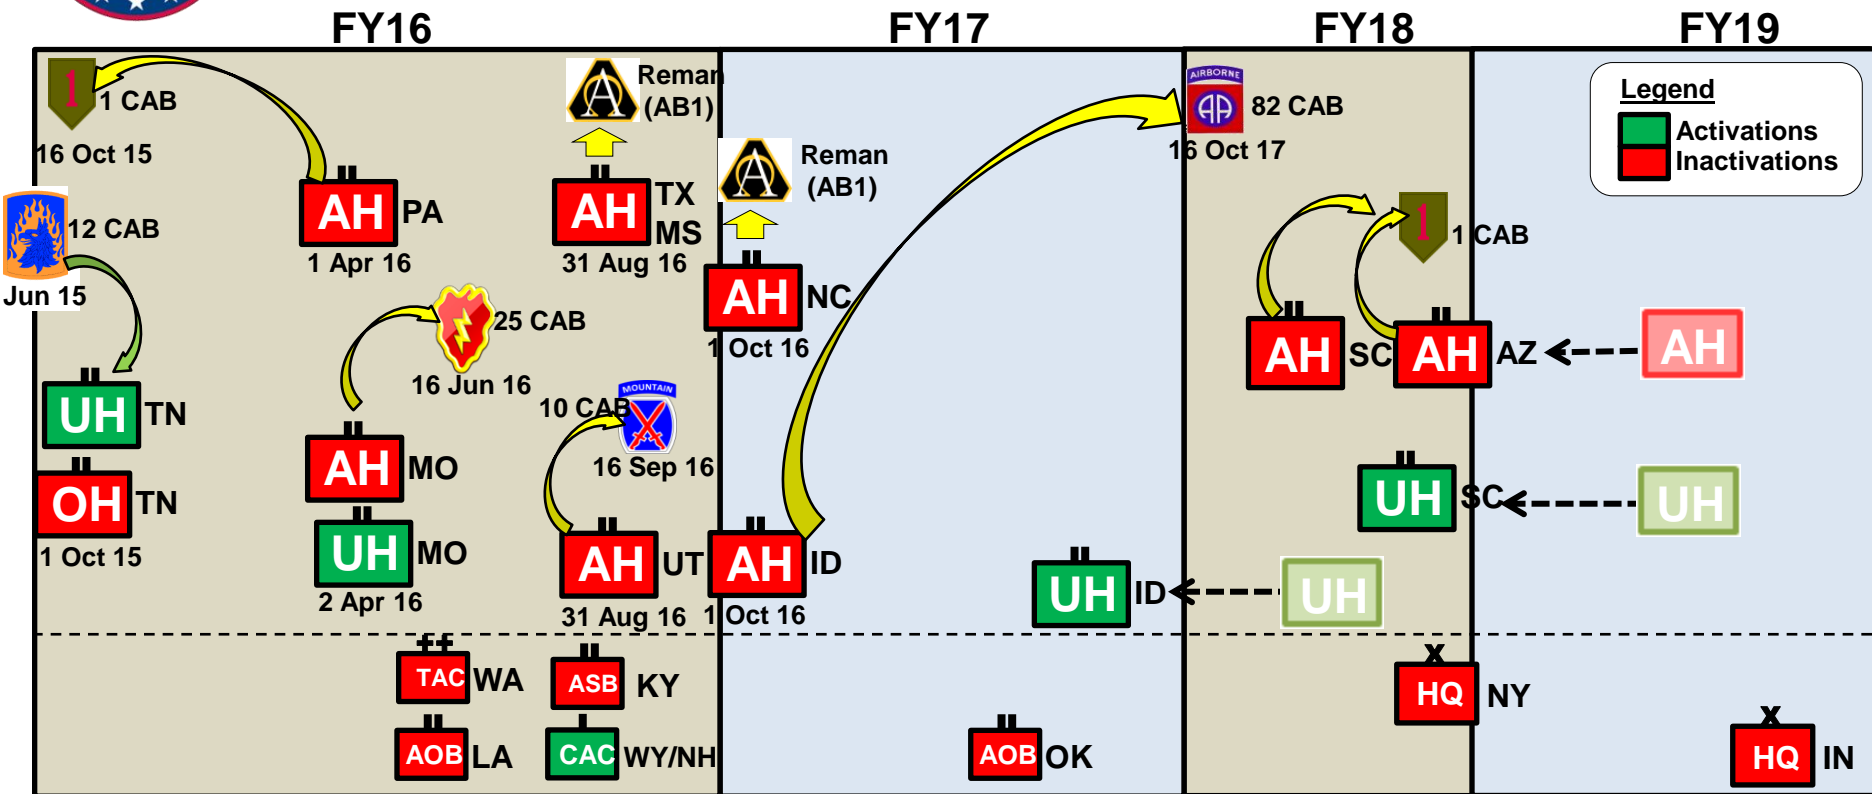 FY16
FY17
FY18
FY19
1
1 CAB
16 Oct 15
12 CAB
Jun 15
UH TN
OH TN
1 Oct 15
AH PA
1 Apr 16
25 CAB
16 Jun 16
AH MO
UH MO
2 Apr 16
Reman
(AB1)
AH TX
MS
31 Aug 16
MOUNTAIN
10 CAB
16 Sep 16
AH UT
31 Aug 16
Reman
(AB1)
AH NC
1 Oct 16
AH ID
1 Oct 16
UH ID
AIRBORNE
AA
82 CAB
16 Oct 17
1
1 CAB
AH SC
AH AZ
AH
UH SC
UH
UH
Legend
Activations
Inactivations
TAC WA
ASB KY
AOB LA
CAC WY/NH
AOB OK
X
HQ NY
X
HQ IN